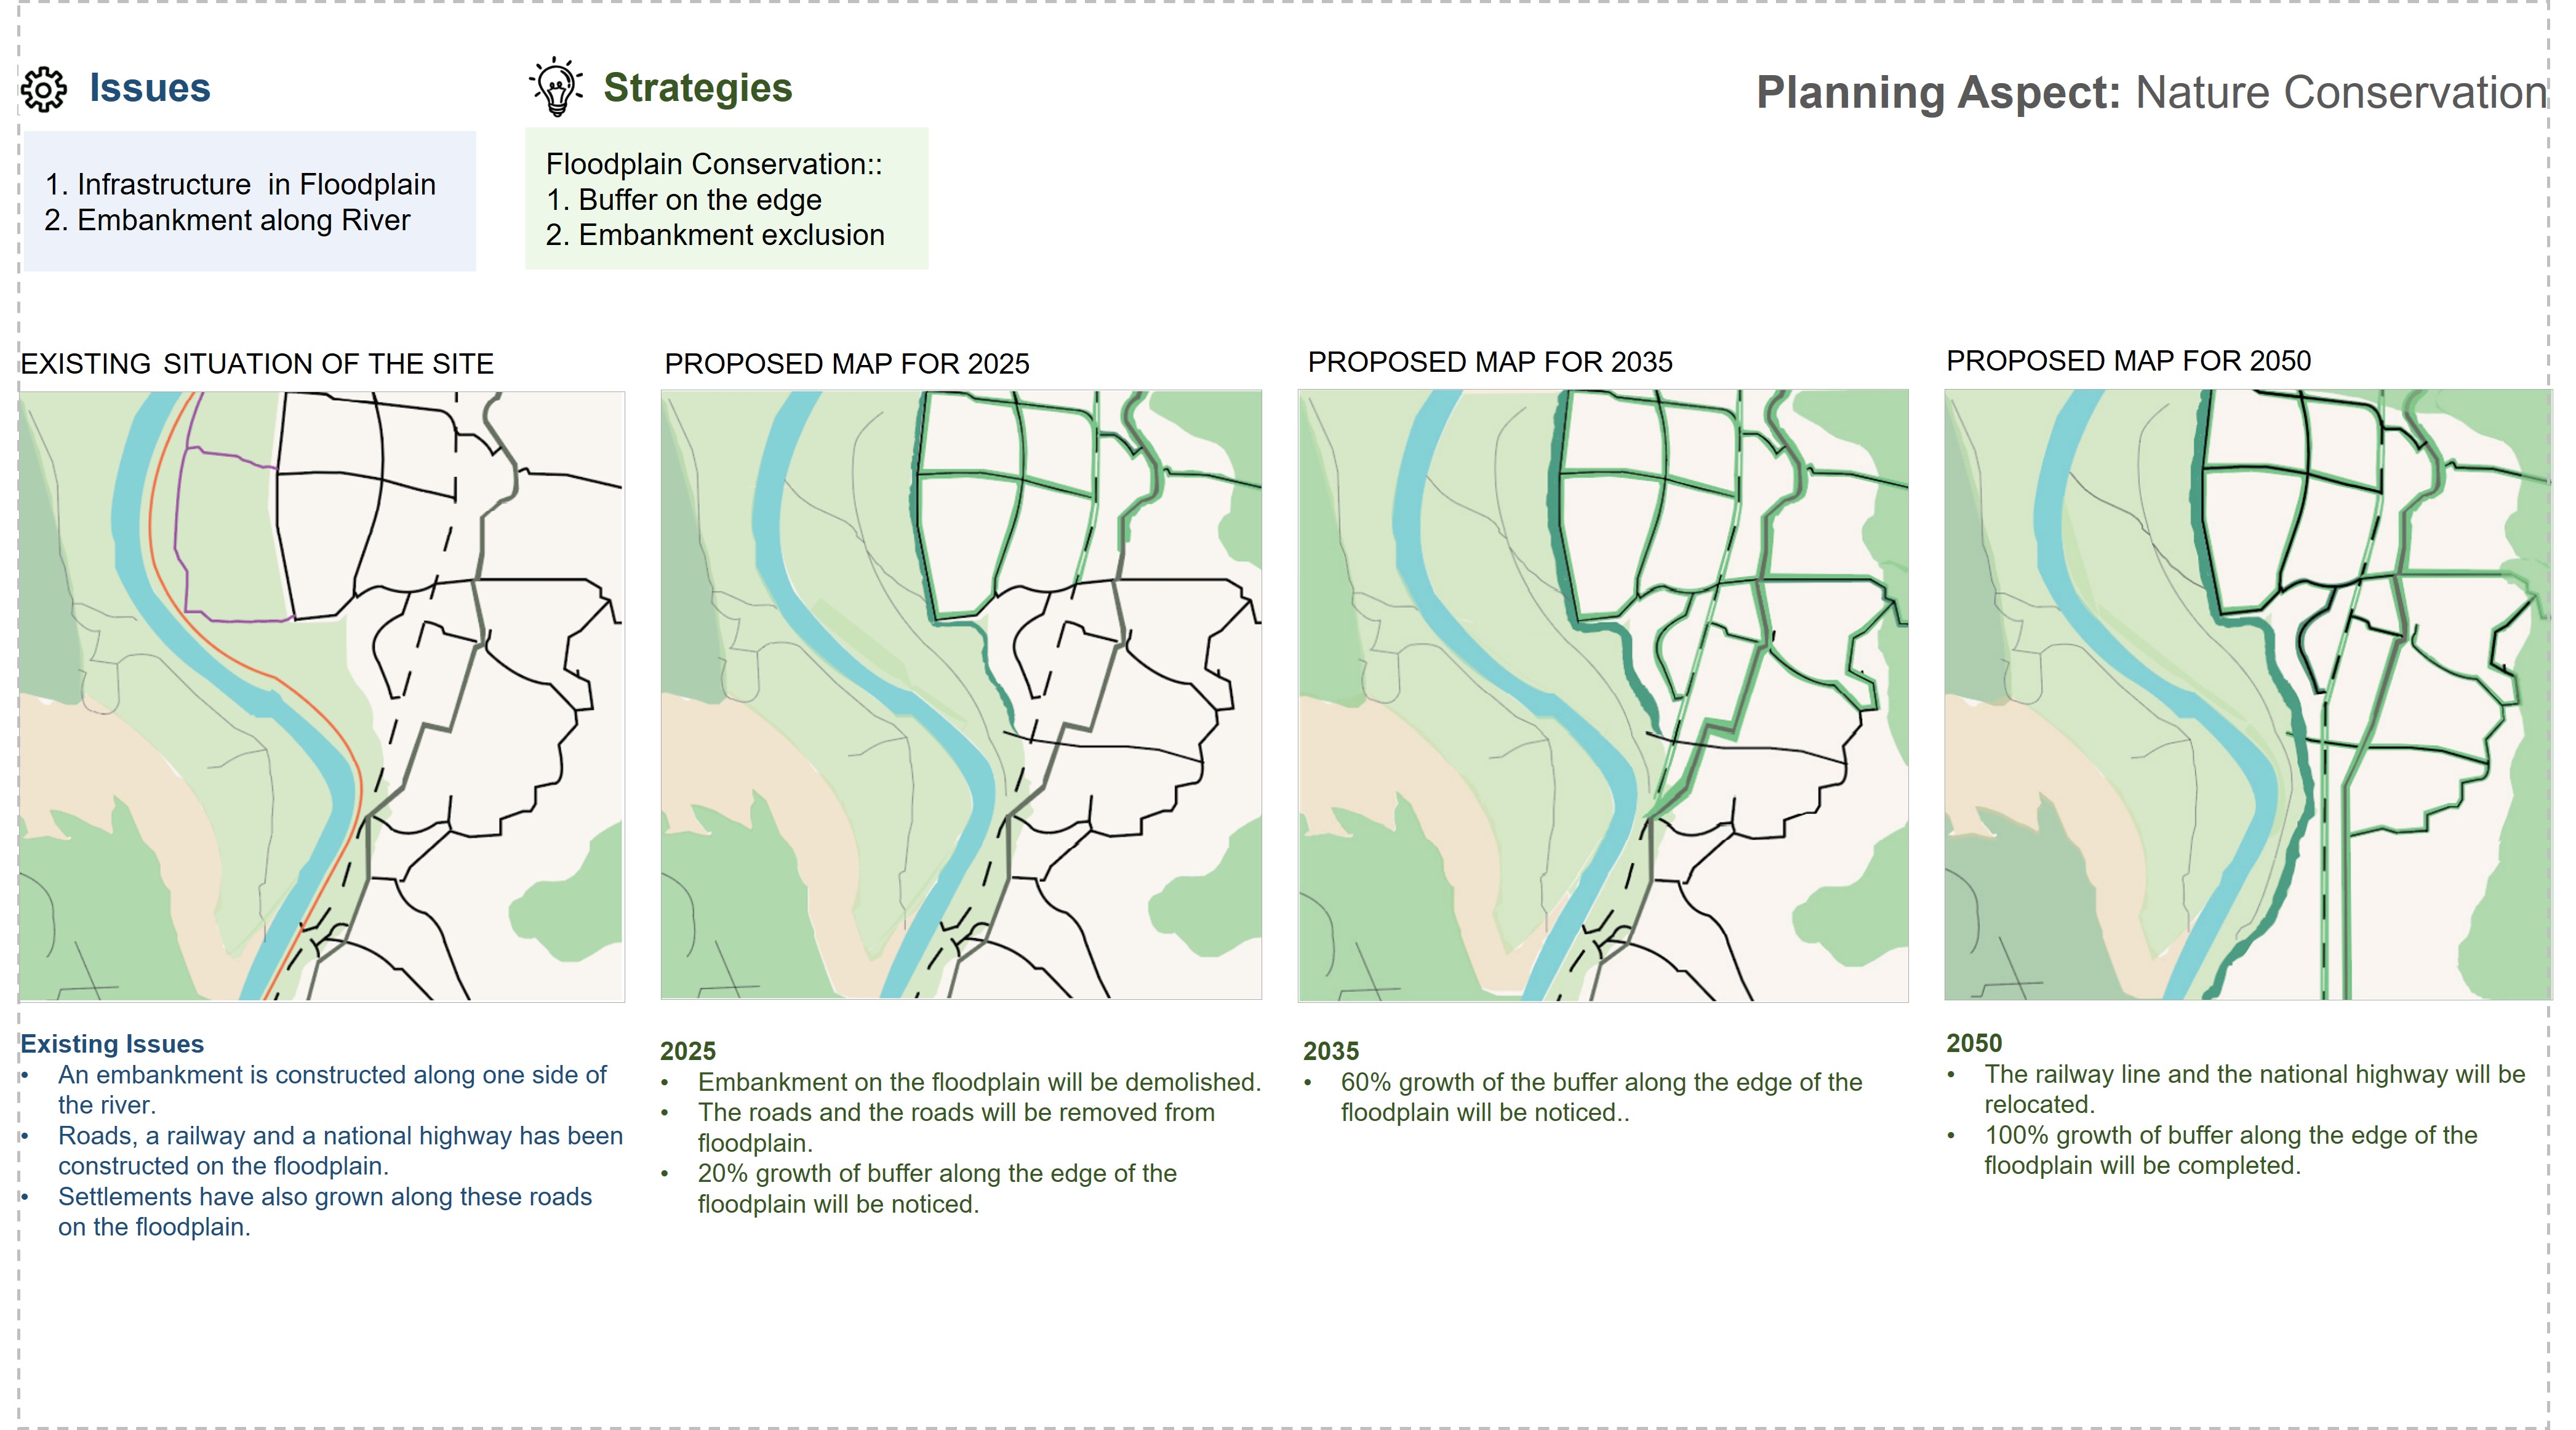 Issues
1. Infrastructure  in Floodplain
2. Embankment along River
Strategies
Floodplain Conservation::
1. Buffer on the edge
2. Embankment exclusion
Planning Aspect: Nature Conservation
EXISTING SITUATION OF THE SITE
Existing Issues
• An embankment is constructed along one side of
the river.
• Roads, a railway and a national highway has been
constructed on the floodplain.
• Settlements have also grown along these roads
on the floodplain.
PROPOSED MAP FOR 2025
2025
• Embankment on the floodplain will be demolished.
• The roads and the roads will be removed from
floodplain.
• 20% growth of buffer along the edge of the
floodplain will be noticed.
PROPOSED MAP FOR 2035
2035
• 60% growth of the buffer along the edge of the
floodplain will be noticed..
PROPOSED MAP FOR 2050
2050
• The railway line and the national highway will be
relocated.
• 100% growth of buffer along the edge of the
floodplain will be completed.